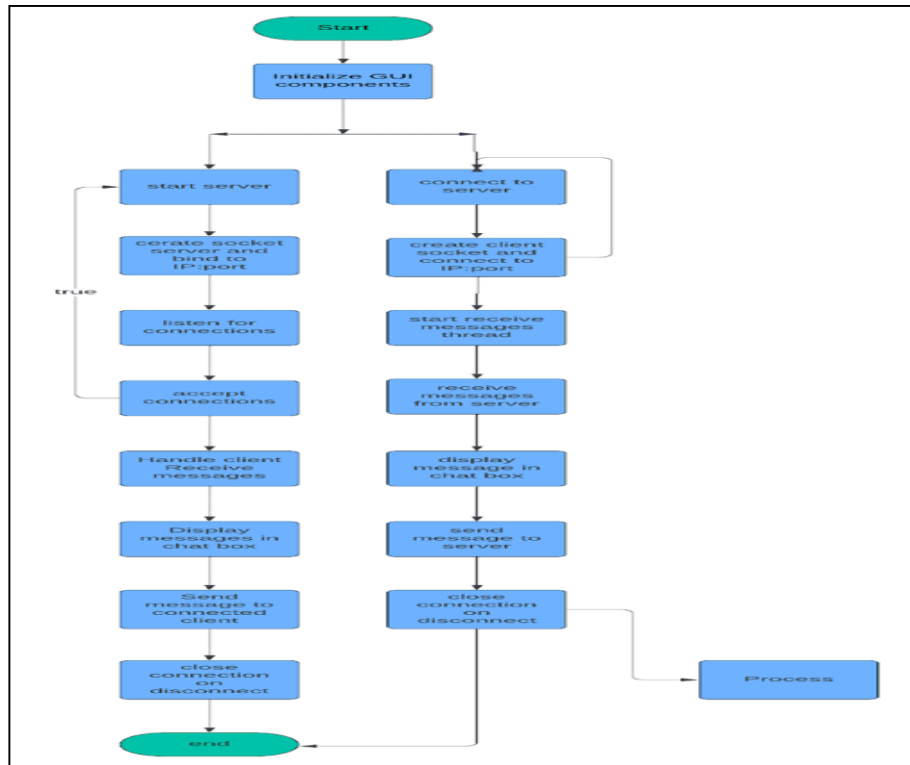 Start
Initialize GUI
components
start server
cerate socket
server and
bind to
IP:port
true
listen for
connections
accept
connections
Handle client
Receive
messages
Display
messages in
chat box
Send
message to
connected
client
close
connection
on
disconnect
end
connect to
server
create client
socket and
connect to
IP:port
start receive
messages
thread
receive
messages
from server
display
message in
chat box
send
message to
server
close
connection
on
disconnect
Process